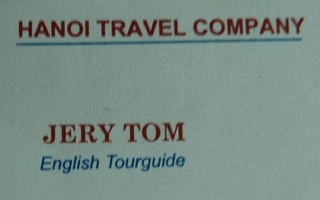 HANOI TRAVEL COMPANY
JERY TOM
English Tourguide